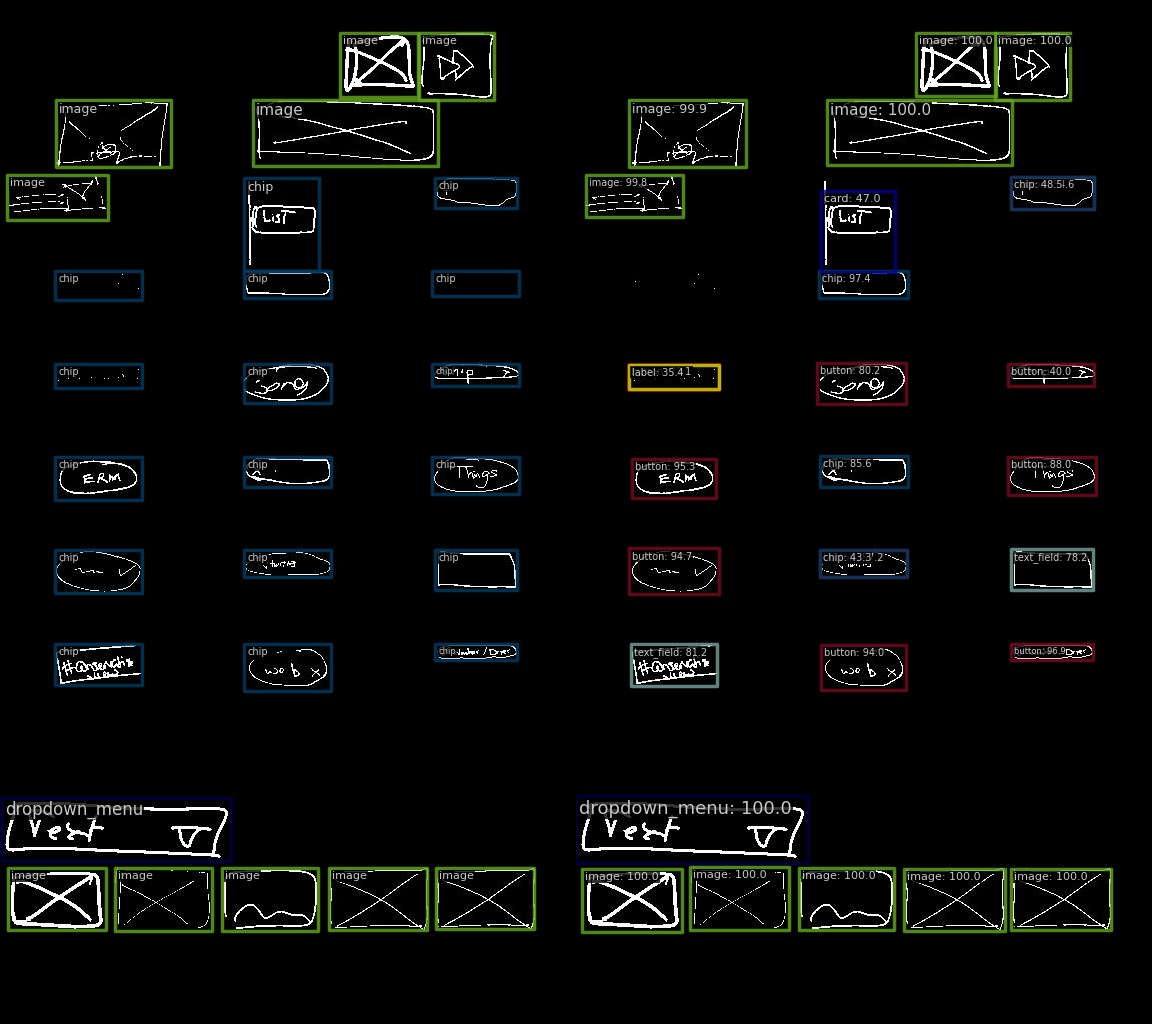 image image image: 100.0 image: 100.0
image image image: 99.9 image: 100.0
image chip chip image: 99.8 card: 47.0 chip: 48.5
LIST LIST
chip chip chip chip: 97.4
chip chip chip label: 35.4 button: 80.2 button: 40.0
Song Song
chip chip chip button: 95.3 chip: 85.6 button: 88.0
ERM Things ERM Things
chip chip chip button: 94.7 chip: 43.3 text_field: 78.2
chip chip chip text_field: 81.2 button: 94.0 button: 96.9
wo b x wo b x
dropdown_menu dropdown_menu: 100.0
image image image image image image: 100.0 image: 100.0 image: 100.0 image: 100.0 image: 100.0